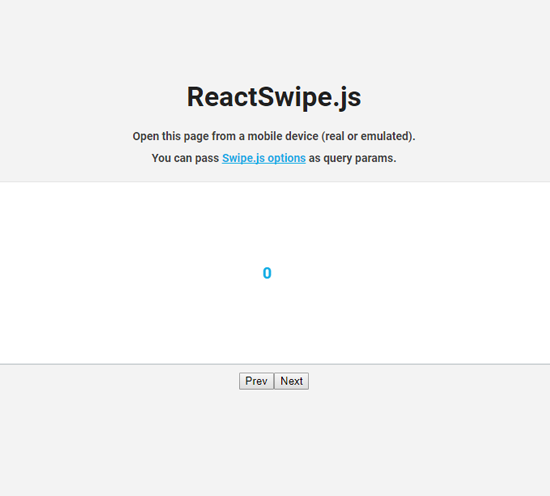 ReactSwipe.js
Open this page from a mobile device (real or emulated).
You can pass Swipe.js options as query params.
0
Prev Next